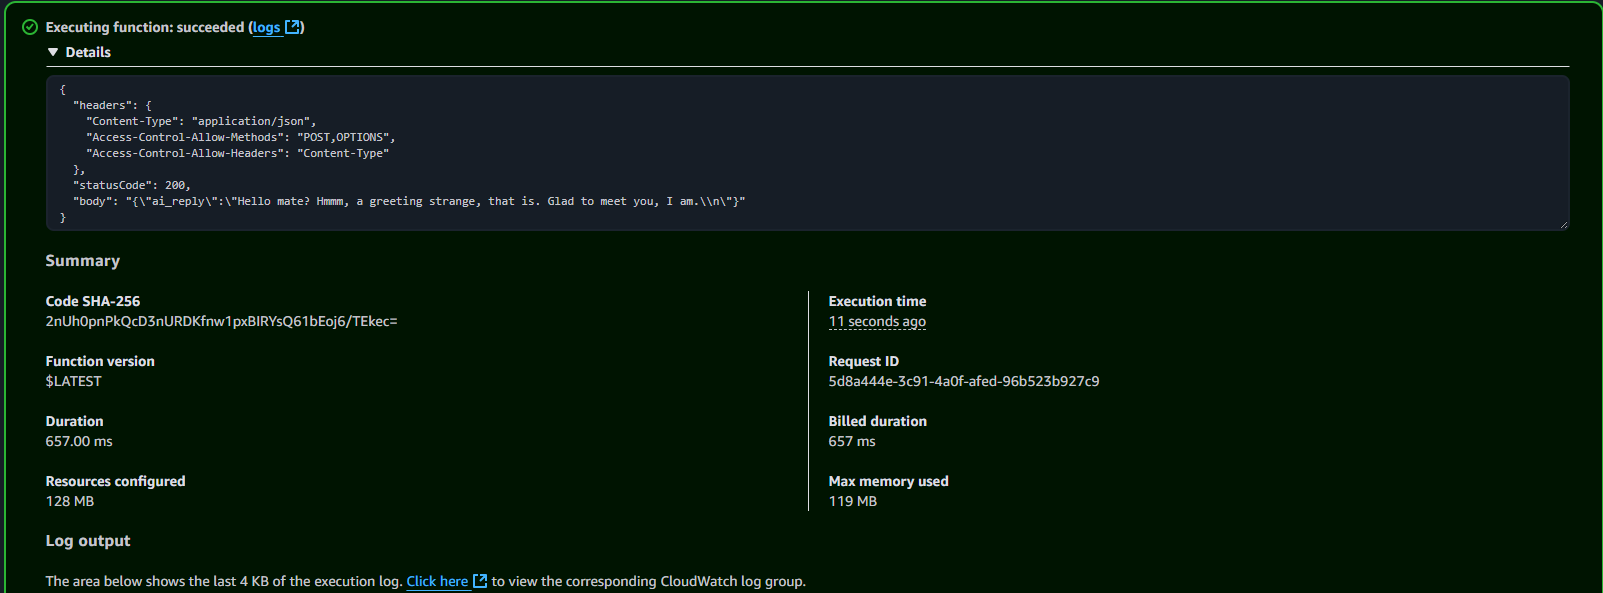 Executing function: succeeded (logs)
Details
{
  "headers": {
    "Content-Type": "application/json",
    "Access-Control-Allow-Methods": "POST,OPTIONS",
    "Access-Control-Allow-Headers": "Content-Type"
  },
  "statusCode": 200,
  "body": "{\"ai_reply\":\"Hello mate? Hmmm, a greeting strange, that is. Glad to meet you, I am.\\n\"}"
}
Summary
Code SHA-256
2nUh0pnPkQcD3nURDKfnw1pxBIRYsQ61bEoj6/TEkec=
Execution time
11 seconds ago
Function version
$LATEST
Request ID
5d8a444e-3c91-4a0f-afed-96b523b927c9
Duration
657.00 ms
Billed duration
657 ms
Resources configured
128 MB
Max memory used
119 MB
Log output
The area below shows the last 4 KB of the execution log. Click here to view the corresponding CloudWatch log group.